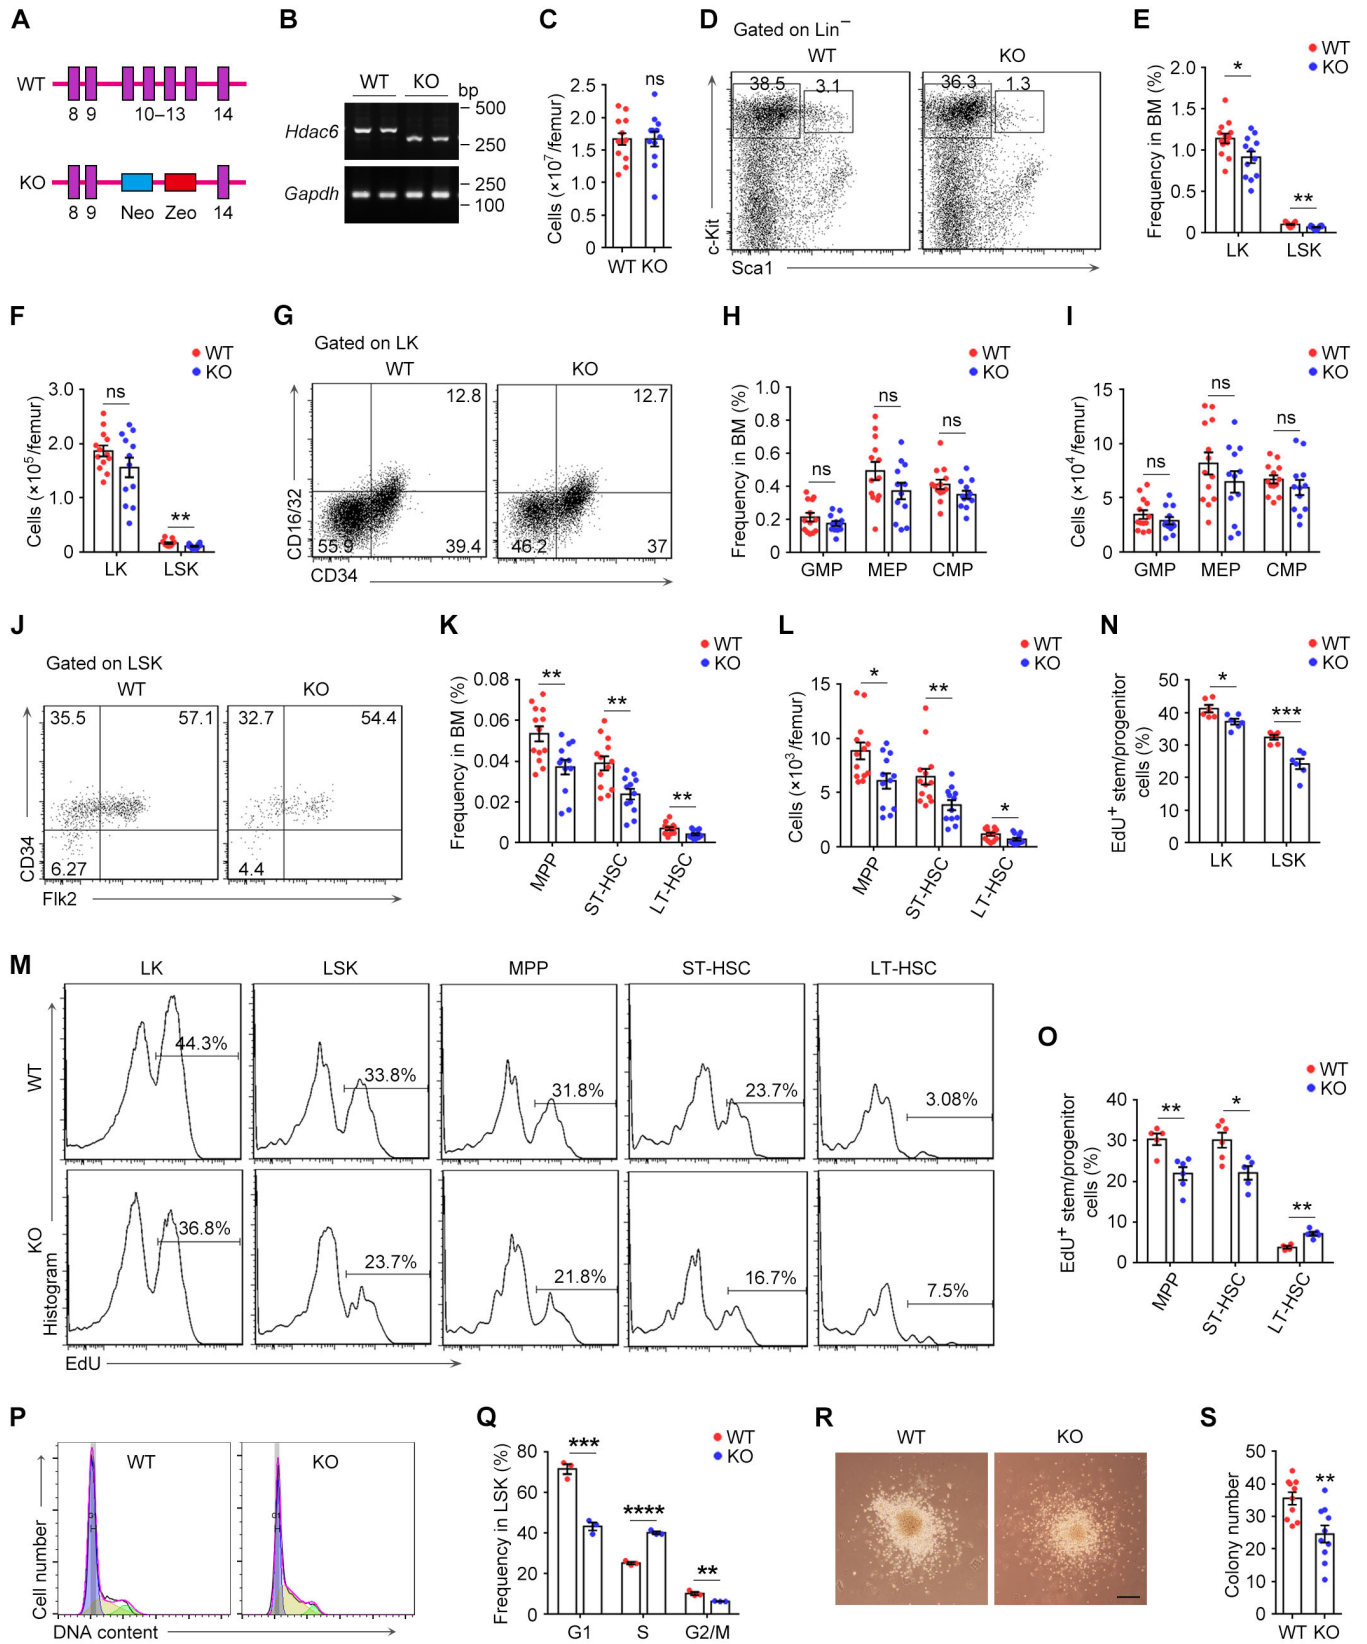 A
WT
8 9 10–13 14
KO
8 9 Neo Zeo 14
B
WT KO
bp
Hdac6
500
250
Gapdh
250
100
C
ns
Cells (×10⁷/femur)
2.5
2.0
1.5
1.0
0.5
0
WT KO
D
Gated on Lin⁻
WT KO
38.5 3.1
36.3 1.3
c-Kit
Sca1
E
WT
KO
Frequency in BM (%)
2.0
1.5
1.0
0.5
0
*
**
LK LSK
F
WT
KO
Cells (×10⁵/femur)
3.0
2.0
1.0
0
ns
**
LK LSK
G
Gated on LK
WT KO
12.8
55.9 39.4
12.7
46.2 37
CD16/32
CD34
H
WT
KO
Frequency in BM (%)
1.0
0.8
0.6
0.4
0.2
0
ns ns ns
GMP MEP CMP
I
WT
KO
Cells (×10⁴/femur)
15
10
5
0
ns ns ns
GMP MEP CMP
J
Gated on LSK
WT KO
35.5 57.1
6.27
32.7 54.4
4.4
CD34
Flk2
K
WT
KO
Frequency in BM (%)
0.08
0.06
0.04
0.02
0
** ** **
MPP ST-HSC LT-HSC
L
WT
KO
Cells (×10³/femur)
15
10
5
0
* ** *
MPP ST-HSC LT-HSC
N
WT
KO
EdU⁺ stem/progenitor
cells (%)
50
40
30
20
10
0
* ***
LK LSK
M
LK LSK MPP ST-HSC LT-HSC
WT
44.3% 33.8% 31.8% 23.7% 3.08%
KO
36.8% 23.7% 21.8% 16.7% 7.5%
Histogram
EdU
O
WT
KO
EdU⁺ stem/progenitor
cells (%)
40
30
20
10
0
** * **
MPP ST-HSC LT-HSC
P
WT KO
Cell number
DNA content
Q
WT
KO
Frequency in LSK (%)
80
60
40
20
0
*** **** **
G1 S G2/M
R
WT KO
S
Colony number
50
40
30
20
10
0
**
WT KO